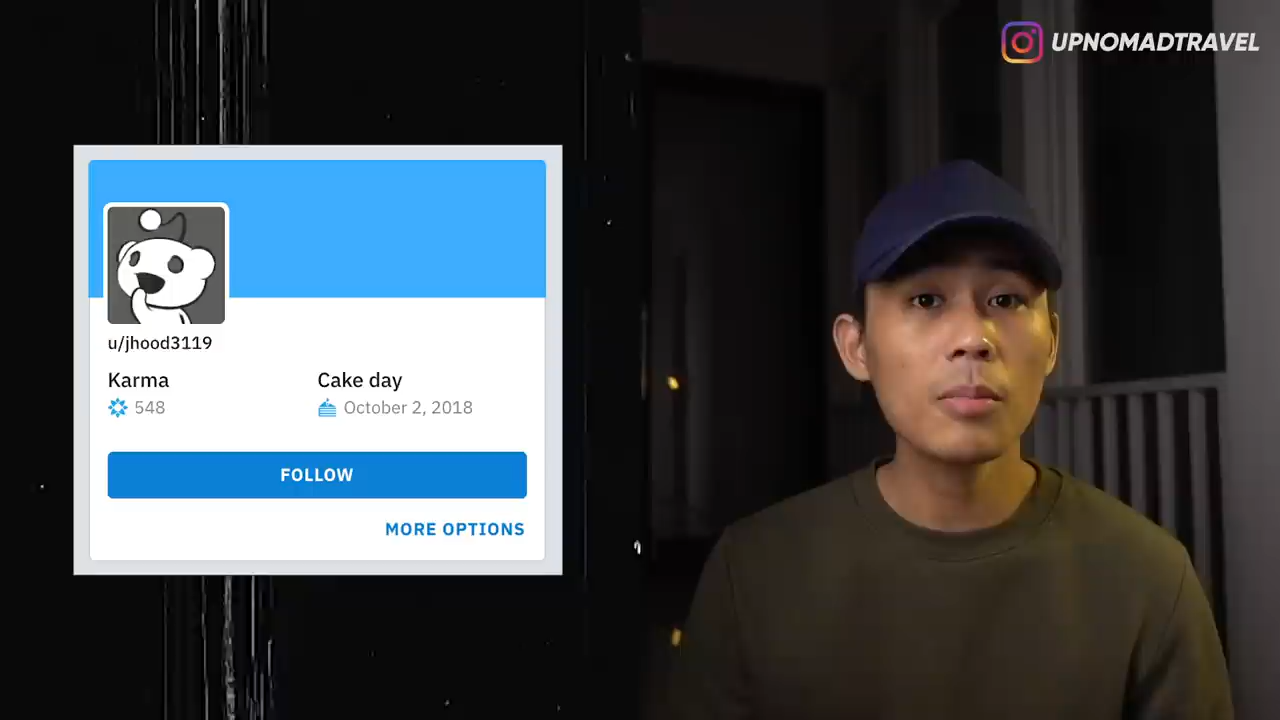 UPNOMADTRAVEL
u/jhood3119
Karma
Cake day
548
October 2, 2018
FOLLOW
MORE OPTIONS